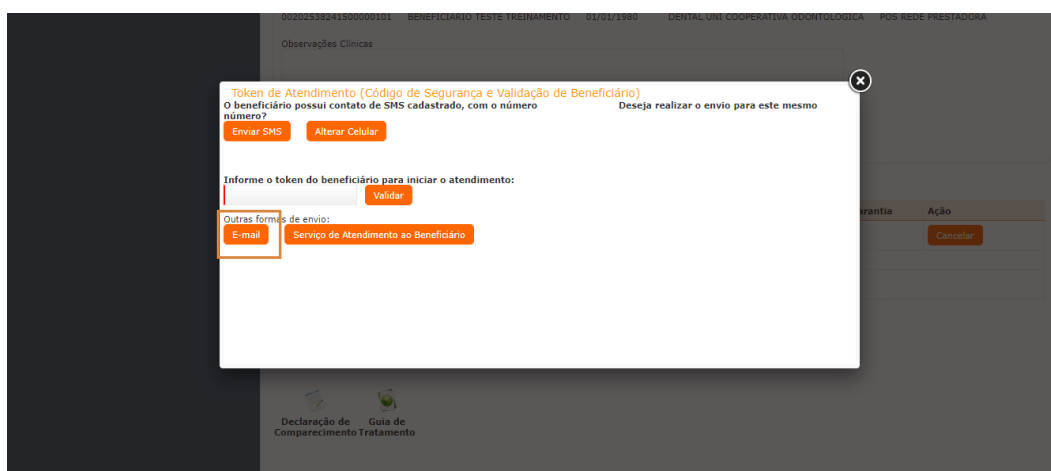 00202538241500000101 BENEFICIARIO TESTE TREINAMENTO 01/01/1980 DENTAL UNI COOPERATIVA ODONTOLOGICA POS REDE PRESTADORA
Observações Clínicas
Token de Atendimento (Código de Segurança e Validação de Beneficiário)
O beneficiário possui contato de SMS cadastrado, com o número Deseja realizar o envio para este mesmo
número?
Enviar SMS Alterar Celular
Informe o token do beneficiário para iniciar o atendimento:
Validar
Outras formas de envio:
E-mail Serviço de Atendimento ao Beneficiário
arantia Ação
Cancelar
Declaração de Guia de
Comparecimento Tratamento